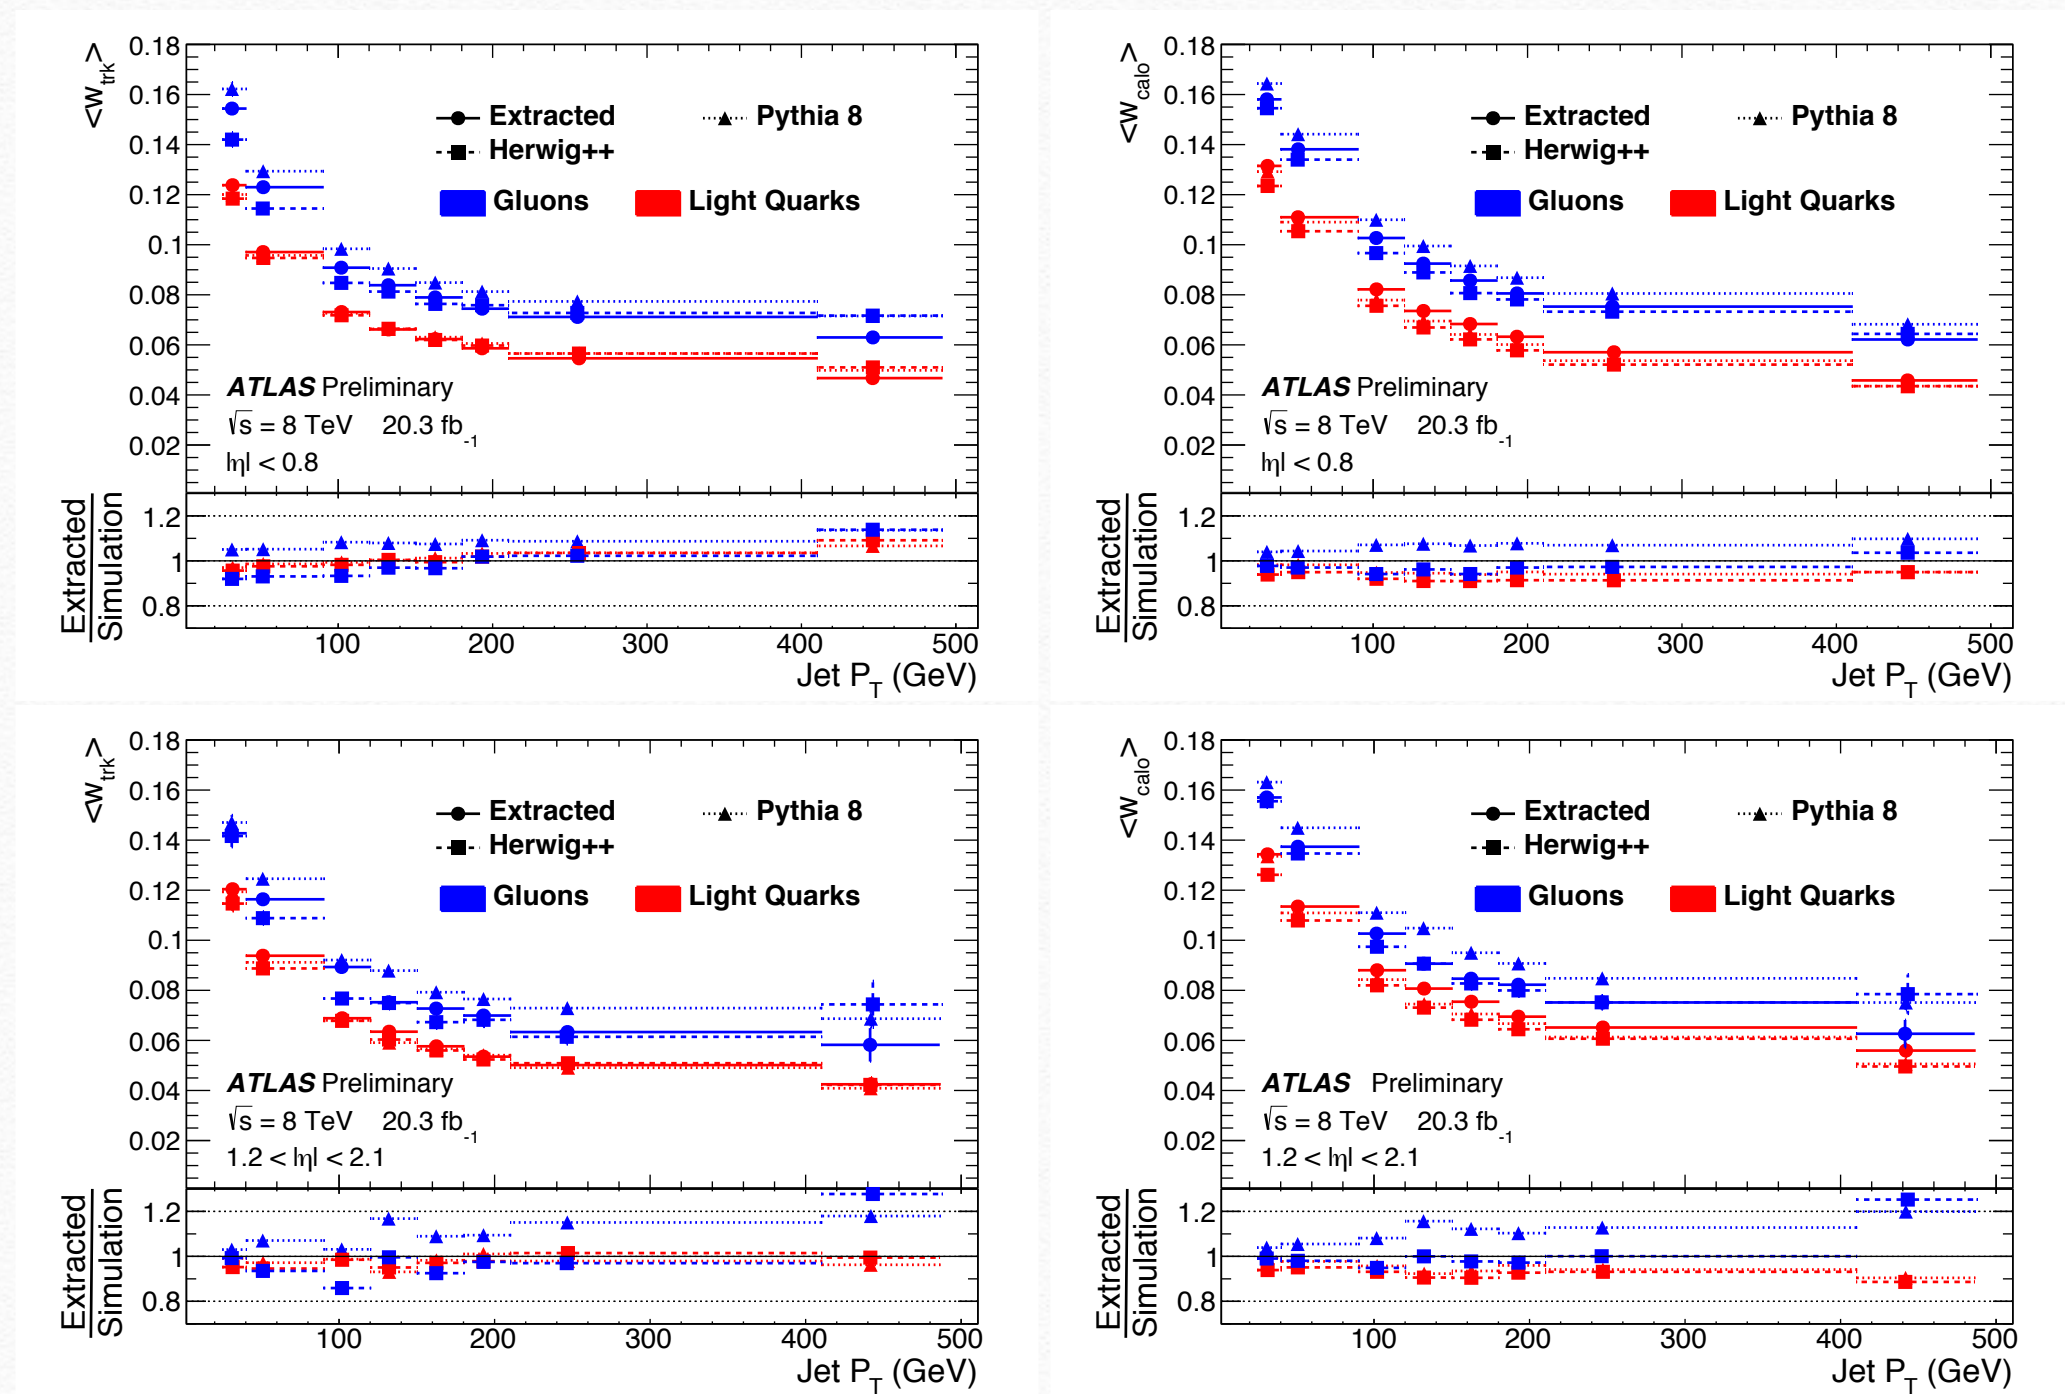 <w_trk>
0.18
0.16
0.14
0.12
0.1
0.08
0.06
0.04
0.02
Extracted
Pythia 8
Herwig++
Gluons
Light Quarks
ATLAS Preliminary
√s = 8 TeV 20.3 fb-1
|η| < 0.8
Extracted
Simulation
1.2
1
0.8
100 200 300 400 500
Jet P_T (GeV)
<w_calo>
0.18
0.16
0.14
0.12
0.1
0.08
0.06
0.04
0.02
Extracted
Pythia 8
Herwig++
Gluons
Light Quarks
ATLAS Preliminary
√s = 8 TeV 20.3 fb-1
|η| < 0.8
Extracted
Simulation
1.2
1
0.8
100 200 300 400 500
Jet P_T (GeV)
<w_trk>
0.18
0.16
0.14
0.12
0.1
0.08
0.06
0.04
0.02
Extracted
Pythia 8
Herwig++
Gluons
Light Quarks
ATLAS Preliminary
√s = 8 TeV 20.3 fb-1
1.2 < |η| < 2.1
Extracted
Simulation
1.2
1
0.8
100 200 300 400 500
Jet P_T (GeV)
<w_calo>
0.18
0.16
0.14
0.12
0.1
0.08
0.06
0.04
0.02
Extracted
Pythia 8
Herwig++
Gluons
Light Quarks
ATLAS Preliminary
√s = 8 TeV 20.3 fb-1
1.2 < |η| < 2.1
Extracted
Simulation
1.2
1
0.8
100 200 300 400 500
Jet P_T (GeV)